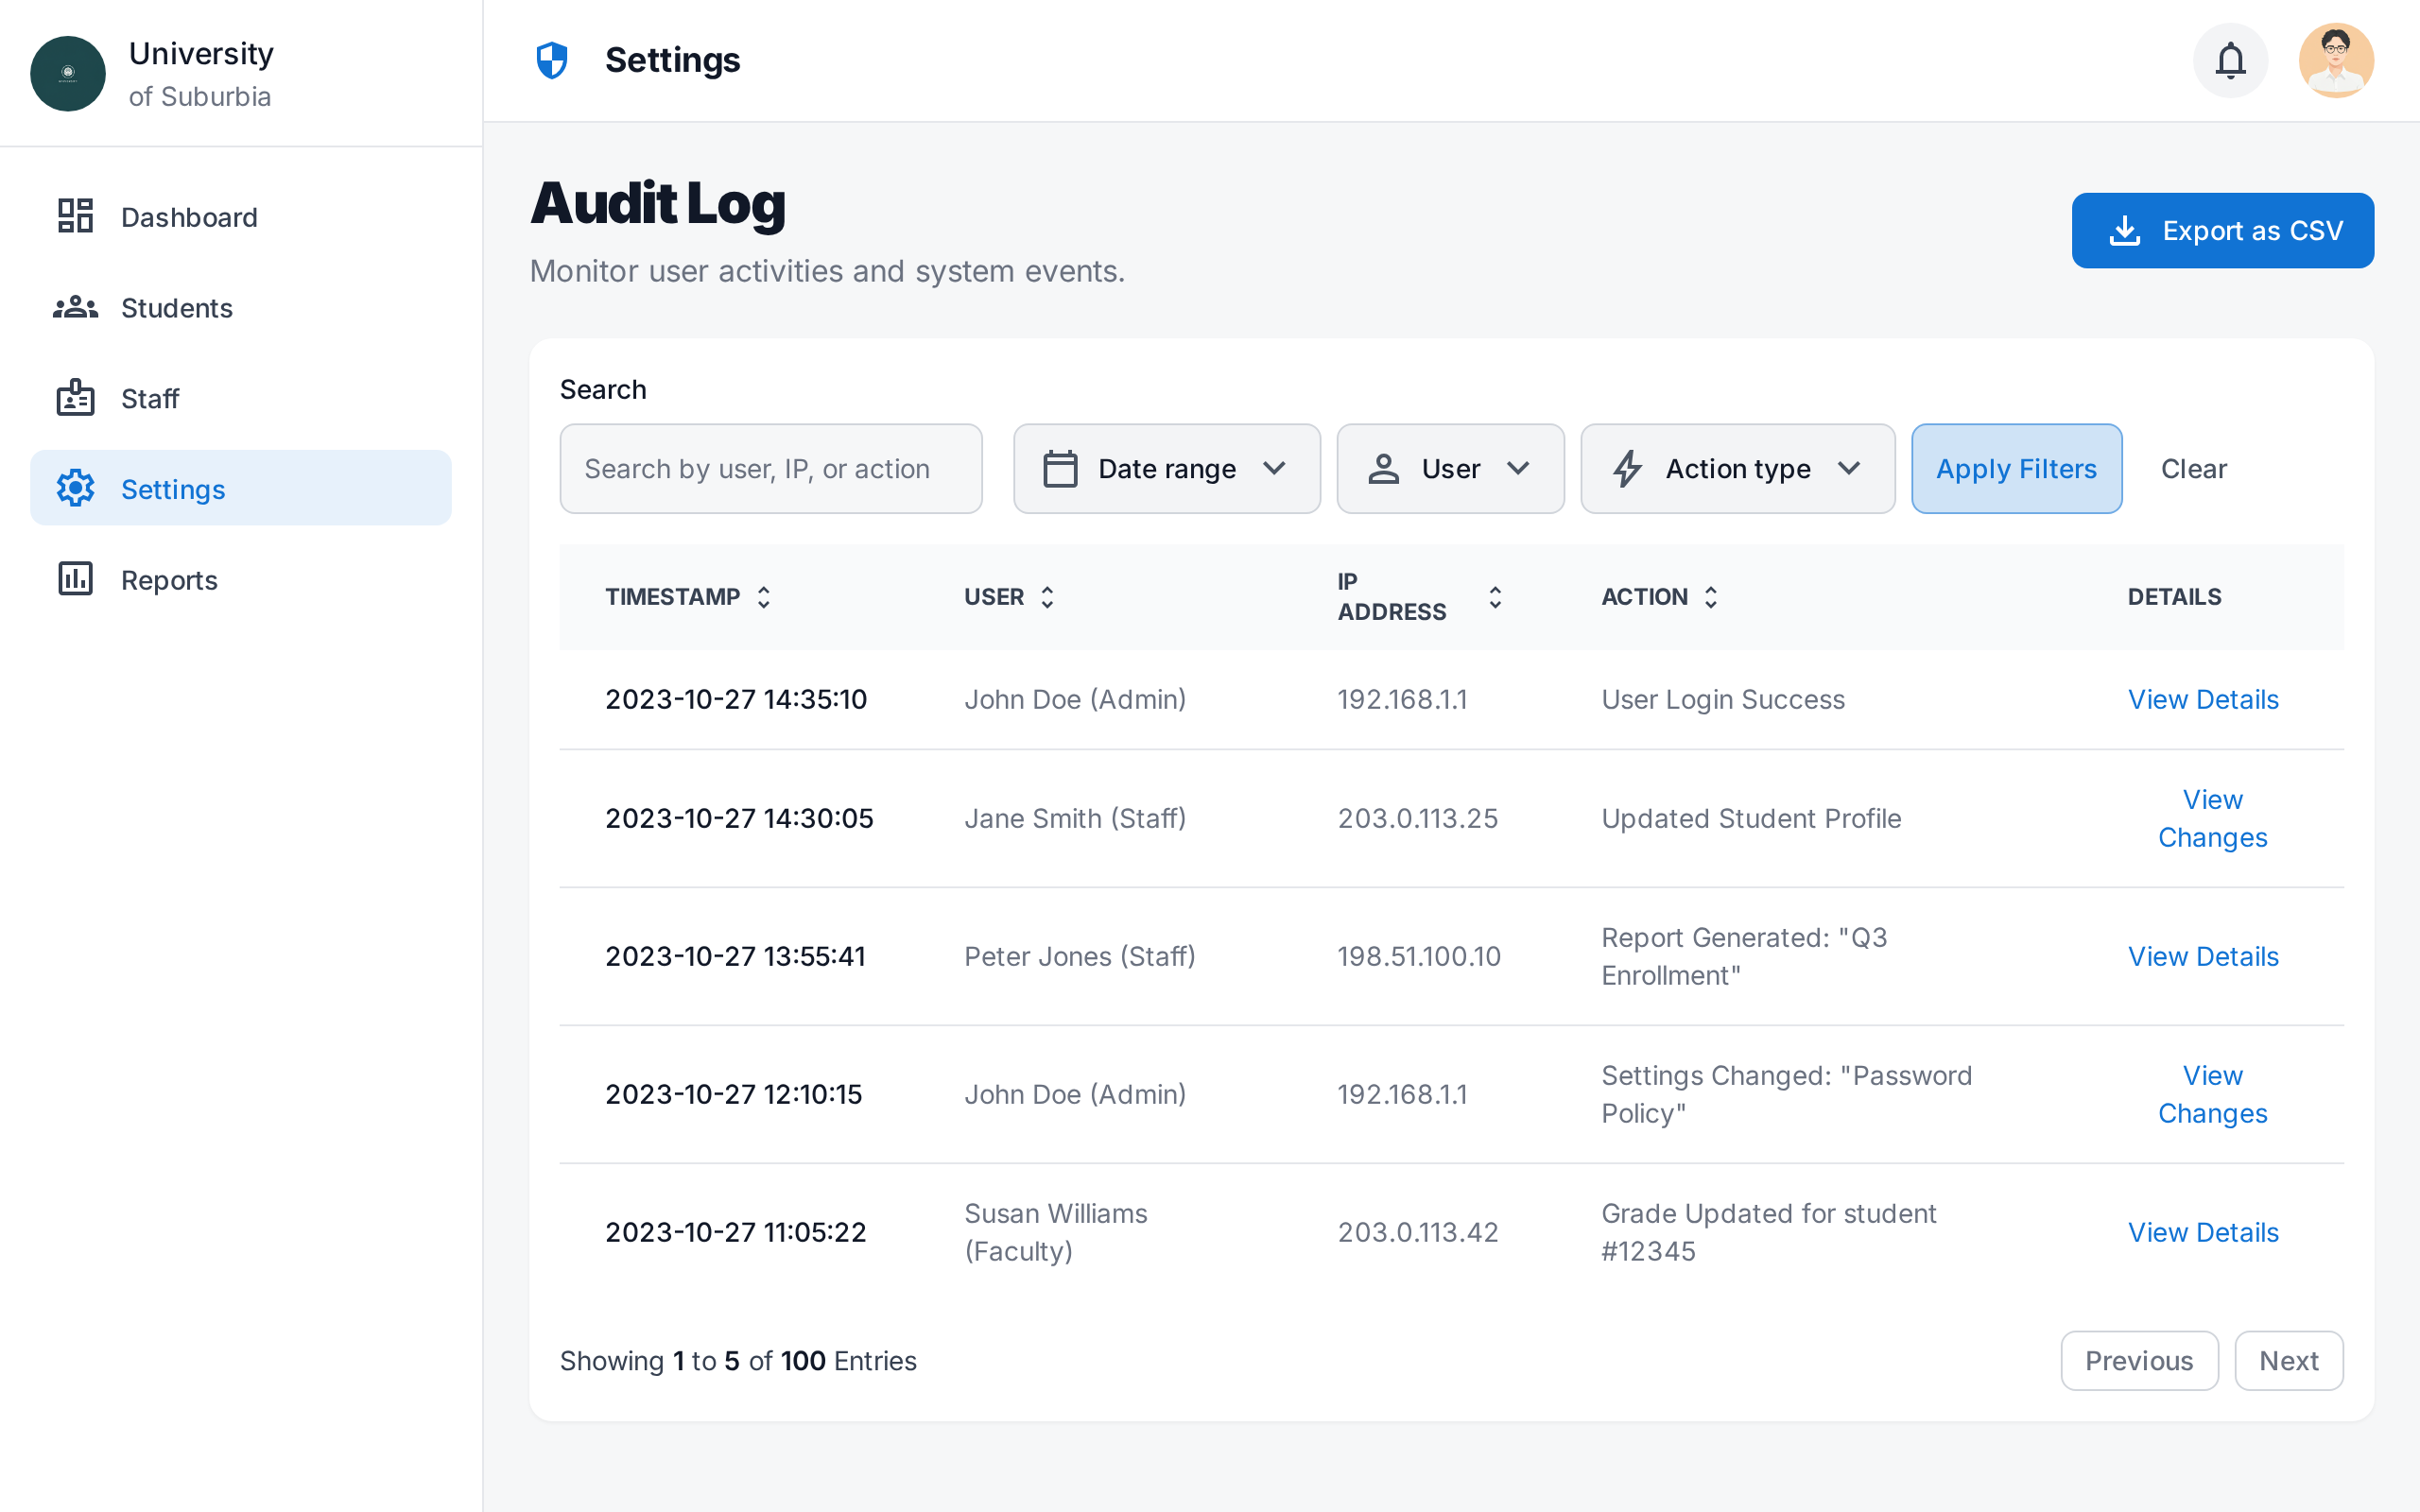 University
of Suburbia
Dashboard
Students
Staff
Settings
Reports
Settings
Audit Log
Monitor user activities and system events.
Export as CSV
Search
Search by user, IP, or action
Date range
User
Action type
Apply Filters
Clear
TIMESTAMP USER IP ADDRESS ACTION DETAILS
2023-10-27 14:35:10 John Doe (Admin) 192.168.1.1 User Login Success View Details
2023-10-27 14:30:05 Jane Smith (Staff) 203.0.113.25 Updated Student Profile View Changes
2023-10-27 13:55:41 Peter Jones (Staff) 198.51.100.10 Report Generated: "Q3 Enrollment" View Details
2023-10-27 12:10:15 John Doe (Admin) 192.168.1.1 Settings Changed: "Password Policy" View Changes
2023-10-27 11:05:22 Susan Williams (Faculty) 203.0.113.42 Grade Updated for student #12345 View Details
Showing 1 to 5 of 100 Entries
Previous
Next